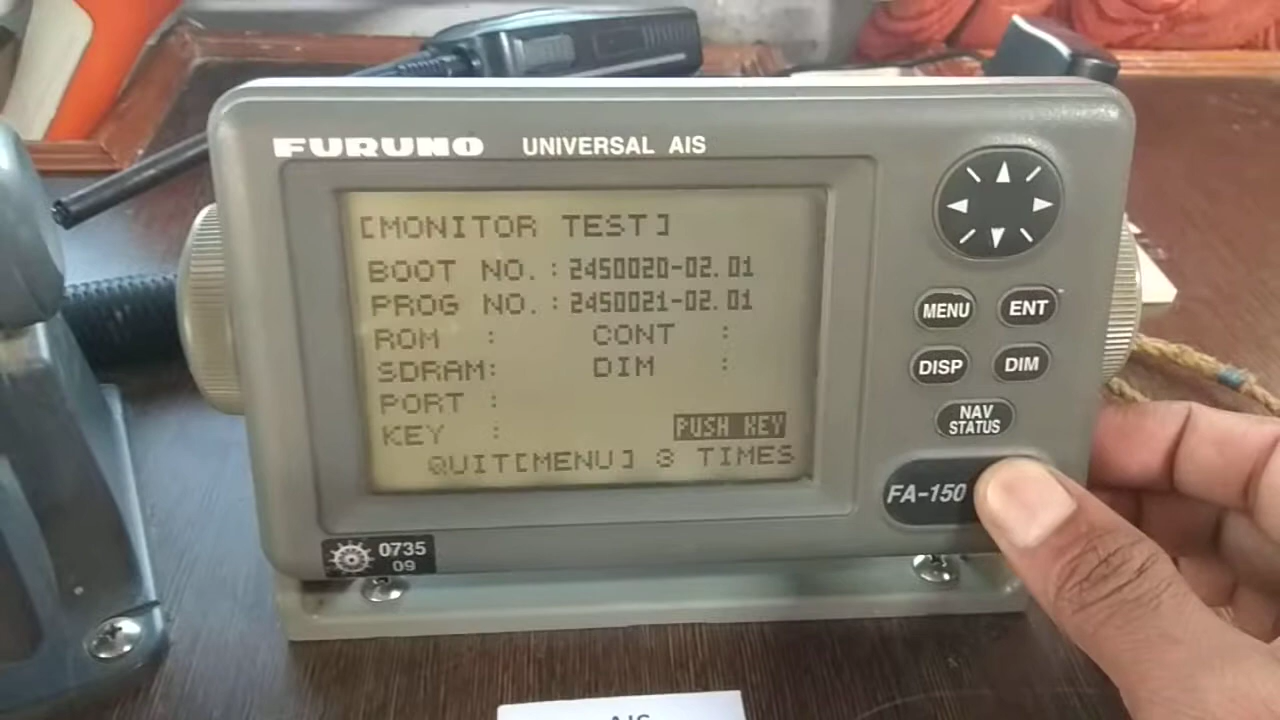 FURUNO UNIVERSAL AIS
[MONITOR TEST]
BOOT NO.:2450020-02.01
PROG NO.:2450021-02.01
ROM : CONT :
SDRAM: DIM :
PORT :
KEY :
PUSH KEY
QUIT[MENU] 3 TIMES
MENU
ENT
DISP
DIM
NAV
STATUS
FA-150
0735
09
AIS